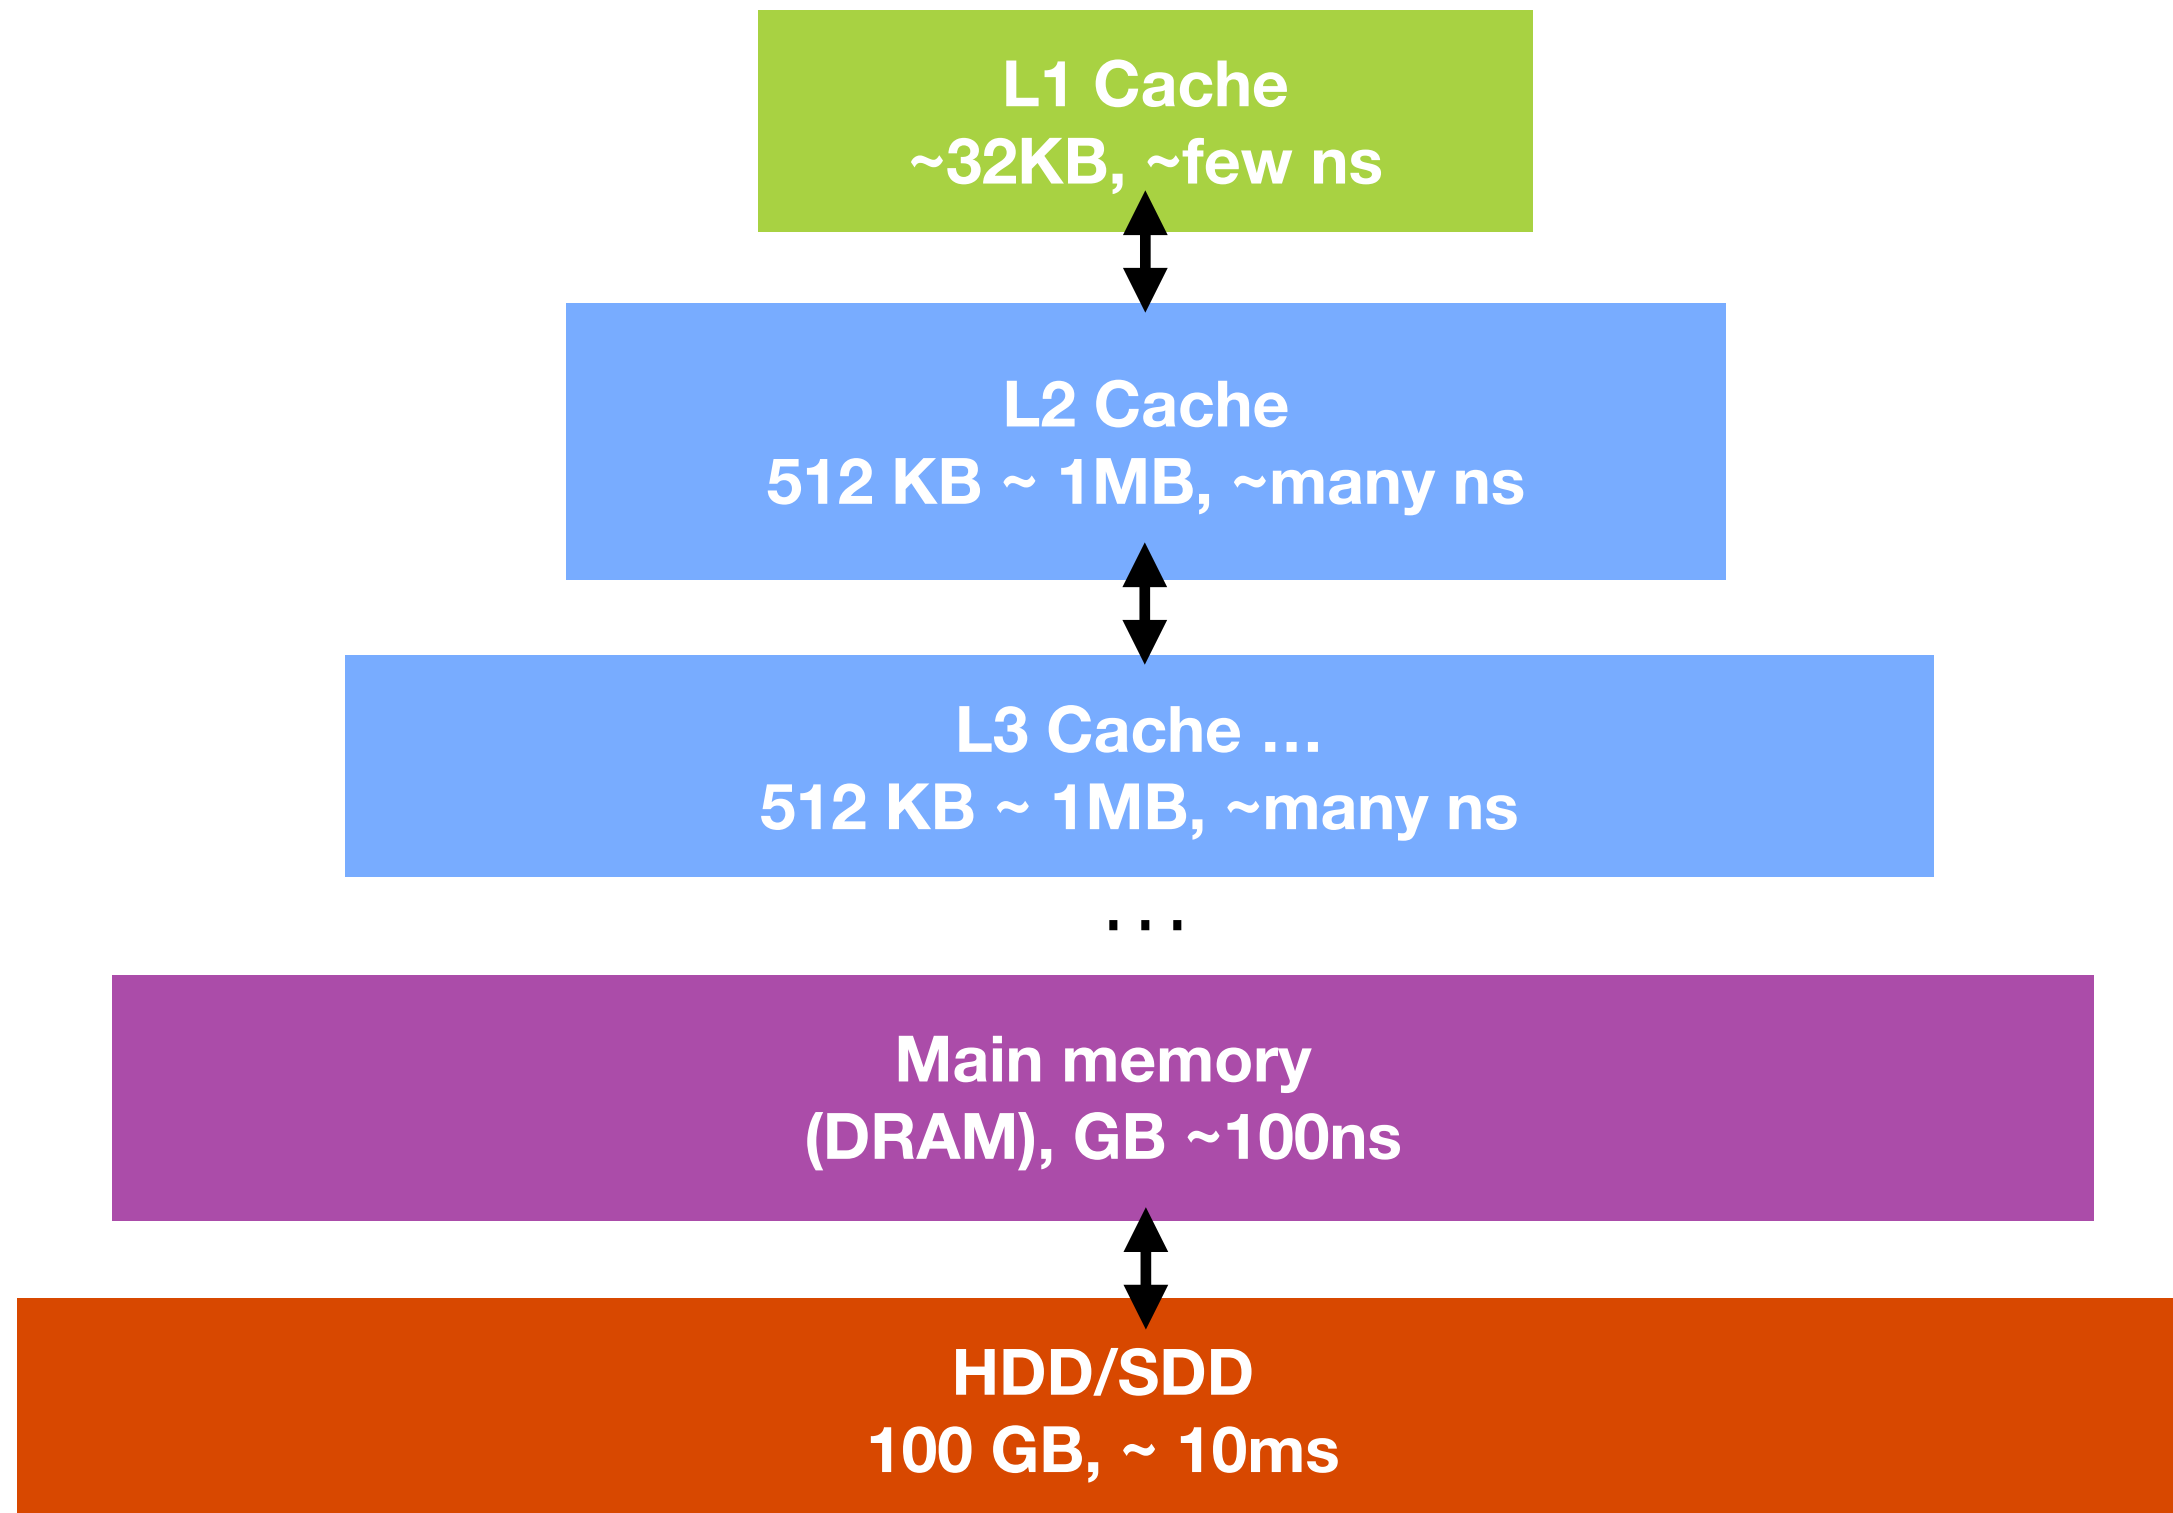 L1 Cache
~32KB, ~few ns
L2 Cache
512 KB ~ 1MB, ~many ns
L3 Cache …
512 KB ~ 1MB, ~many ns
…
Main memory
(DRAM), GB ~100ns
HDD/SDD
100 GB, ~ 10ms